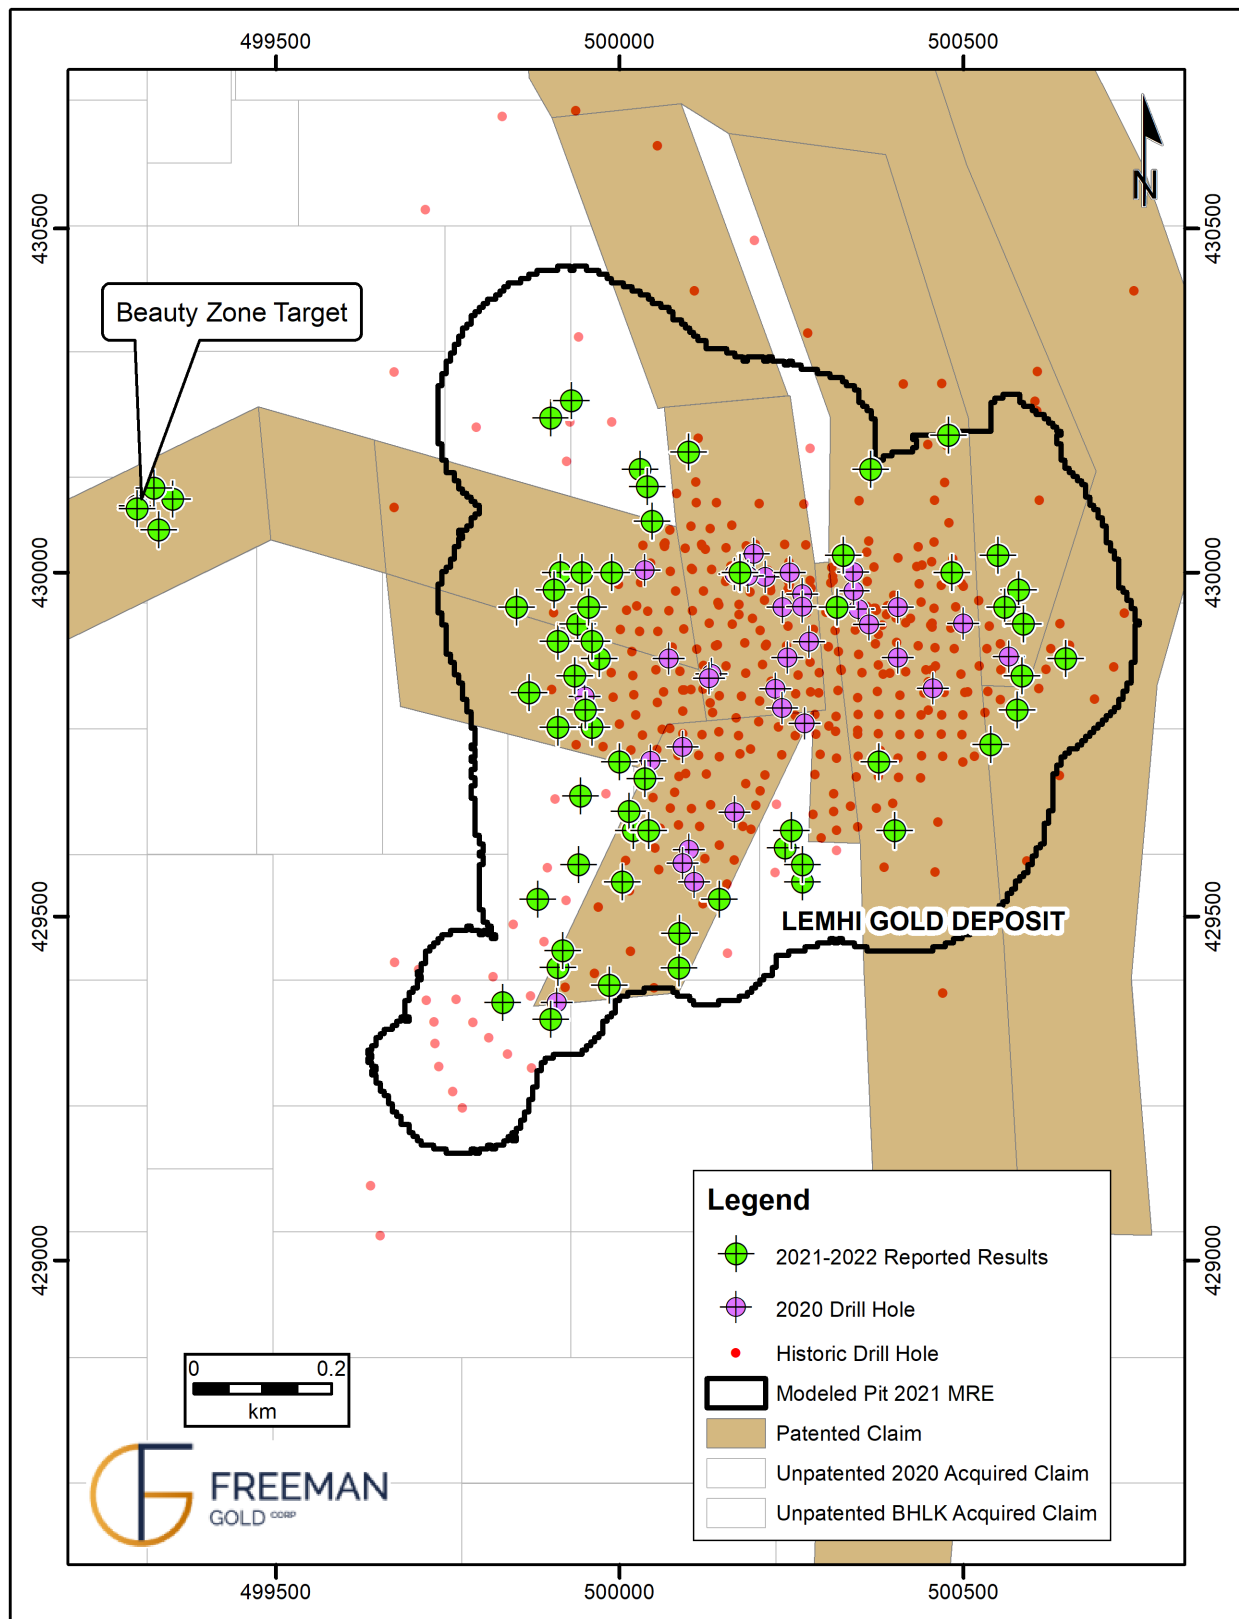 499500 500000 500500
430500 430500
N
Beauty Zone Target
430000 430000
429500 429500
LEMHI GOLD DEPOSIT
429000 429000
Legend
2021-2022 Reported Results
2020 Drill Hole
Historic Drill Hole
Modeled Pit 2021 MRE
Patented Claim
Unpatented 2020 Acquired Claim
Unpatented BHLK Acquired Claim
0 0.2
km
FREEMAN
GOLD CORP
499500 500000 500500